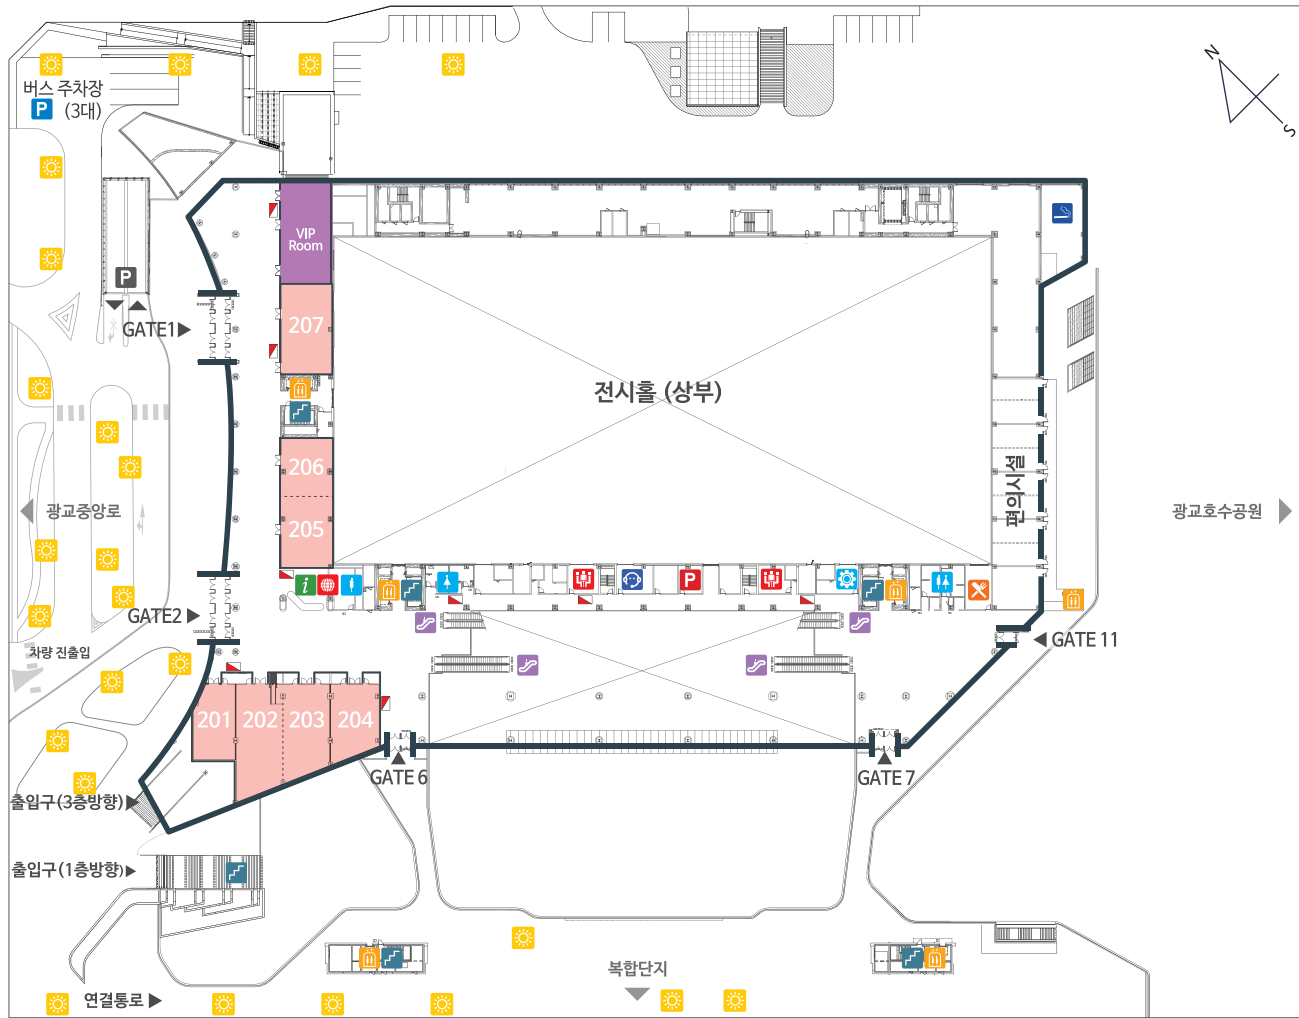 버스 주차장
P (3대)
N
S
VIP
Room
P
207
GATE1
전시홀 (상부)
206
205
편의시설
광교중앙로
광교호수공원
i
P
GATE2
GATE 11
차량 진출입
201
202
203
204
GATE 6
GATE 7
출입구(3층방향)
출입구(1층방향)
복합단지
연결통로